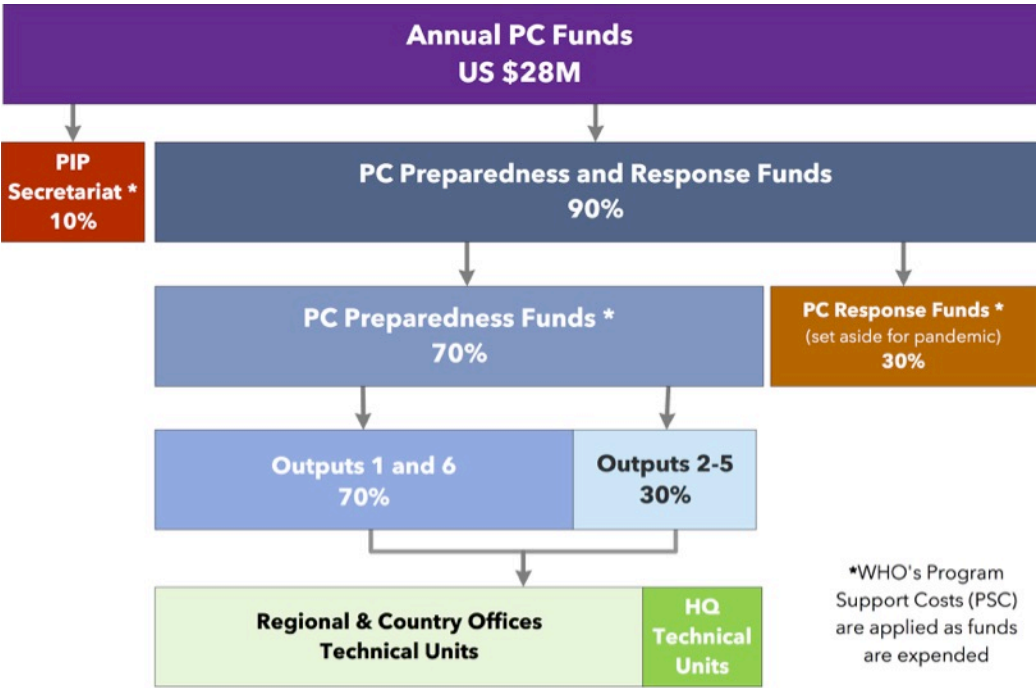 Annual PC Funds
US $28M
PIP
Secretariat *
10%
PC Preparedness and Response Funds
90%
PC Preparedness Funds *
70%
PC Response Funds *
(set aside for pandemic)
30%
Outputs 1 and 6
70%
Outputs 2-5
30%
Regional & Country Offices
Technical Units
HQ
Technical
Units
*WHO's Program
Support Costs (PSC)
are applied as funds
are expended